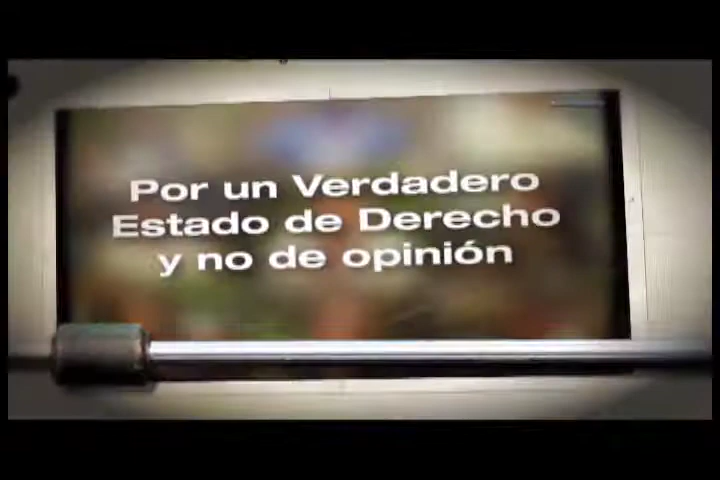 Por un Verdadero
Estado de Derecho
y no de opinión